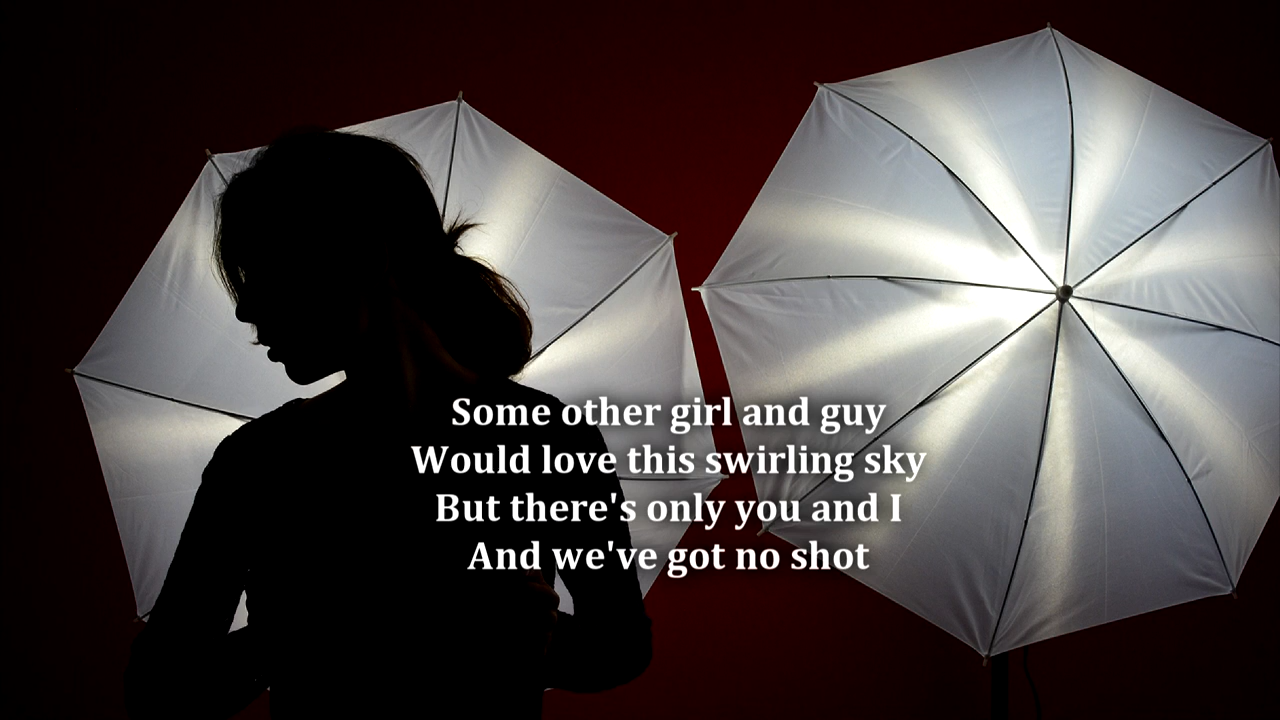 Some other girl and guy
Would love this swirling sky
But there's only you and I
And we've got no shot